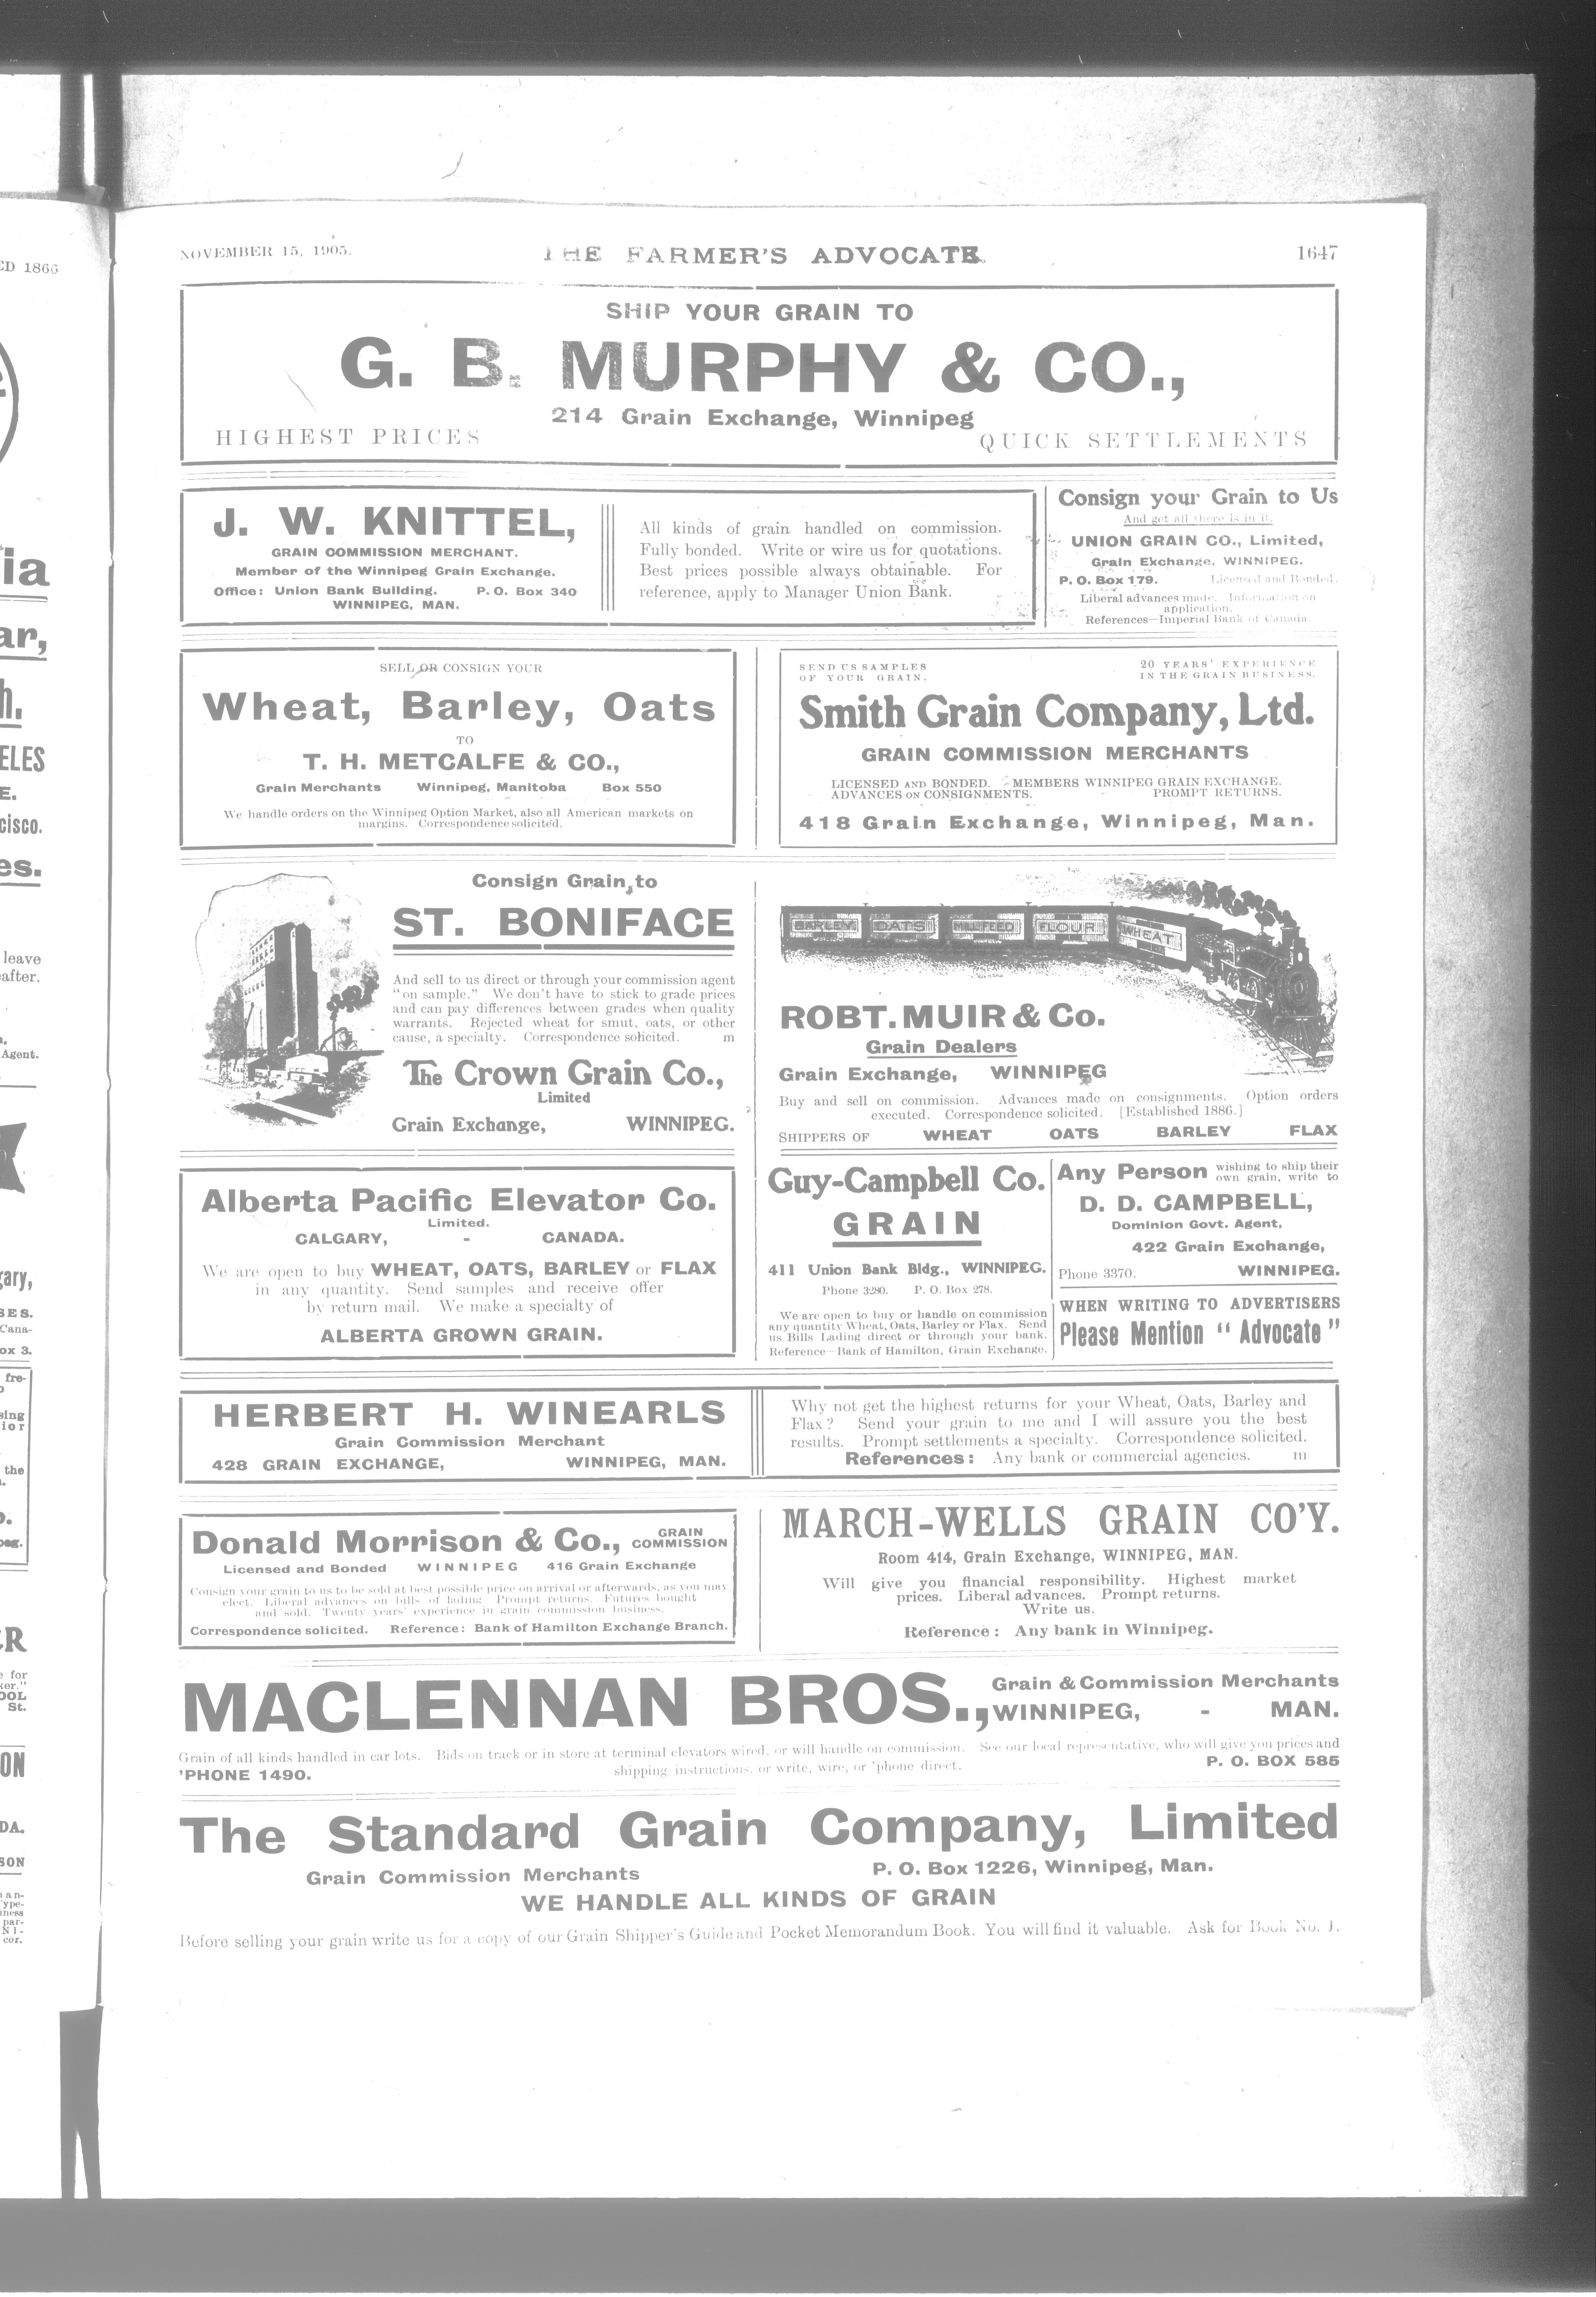 NOVEMBER 15, 1905.
THE FARMER'S ADVOCATE.
1647
SHIP YOUR GRAIN TO
G. B. MURPHY & CO.,
214 Grain Exchange, Winnipeg
HIGHEST PRICES
QUICK SETTLEMENTS
J. W. KNITTEL,
GRAIN COMMISSION MERCHANT.
Member of the Winnipeg Grain Exchange.
Office: Union Bank Building. P. O. Box 340
WINNIPEG, MAN.
All kinds of grain handled on commission.
Fully bonded. Write or wire us for quotations.
Best prices possible always obtainable. For
reference, apply to Manager Union Bank.
Consign your Grain to Us
And get all there is in it.
UNION GRAIN CO., Limited,
Grain Exchange, WINNIPEG.
P. O. Box 179. Licensed and Bonded.
Liberal advances made. Information on
application.
References—Imperial Bank of Canada.
SELL OR CONSIGN YOUR
Wheat, Barley, Oats
TO
T. H. METCALFE & CO.,
Grain Merchants Winnipeg, Manitoba Box 550
We handle orders on the Winnipeg Option Market, also all American markets on
margins. Correspondence solicited.
SEND US SAMPLES
OF YOUR GRAIN.
20 YEARS' EXPERIENCE
IN THE GRAIN BUSINESS.
Smith Grain Company, Ltd.
GRAIN COMMISSION MERCHANTS
LICENSED AND BONDED. - MEMBERS WINNIPEG GRAIN EXCHANGE.
ADVANCES ON CONSIGNMENTS. PROMPT RETURNS.
418 Grain Exchange, Winnipeg, Man.
Consign Grain to
ST. BONIFACE
And sell to us direct or through your commission agent
"on sample." We don't have to stick to grade prices
and can pay differences between grades when quality
warrants. Rejected wheat for smut, oats, or other
cause, a specialty. Correspondence solicited. m
The Crown Grain Co.,
Limited
Grain Exchange, WINNIPEG.
BARLEY OATS MILLFEED FLOUR WHEAT
ROBT. MUIR & Co.
Grain Dealers
Grain Exchange, WINNIPEG
Buy and sell on commission. Advances made on consignments. Option orders
executed. Correspondence solicited. [Established 1886.]
SHIPPERS OF WHEAT OATS BARLEY FLAX
Alberta Pacific Elevator Co.
Limited.
CALGARY, - CANADA.
We are open to buy WHEAT, OATS, BARLEY or FLAX
in any quantity. Send samples and receive offer
by return mail. We make a specialty of
ALBERTA GROWN GRAIN.
Guy-Campbell Co.
GRAIN
411 Union Bank Bldg., WINNIPEG.
Phone 3280. P. O. Box 278.
We are open to buy or handle on commission
any quantity Wheat, Oats, Barley or Flax. Send
us Bills Lading direct or through your bank.
Reference—Bank of Hamilton, Grain Exchange.
Any Person wishing to ship their
own grain, write to
D. D. CAMPBELL,
Dominion Govt. Agent,
422 Grain Exchange,
Phone 3370. WINNIPEG.
WHEN WRITING TO ADVERTISERS
Please Mention "Advocate"
HERBERT H. WINEARLS
Grain Commission Merchant
428 GRAIN EXCHANGE, WINNIPEG, MAN.
Why not get the highest returns for your Wheat, Oats, Barley and
Flax? Send your grain to me and I will assure you the best
results. Prompt settlements a specialty. Correspondence solicited.
References: Any bank or commercial agencies. m
Donald Morrison & Co., GRAIN
COMMISSION
Licensed and Bonded WINNIPEG 416 Grain Exchange
Consign your grain to us to be sold at best possible price on arrival or afterwards, as you may
elect. Liberal advances on bills of lading Prompt returns. Futures bought
and sold. Twenty years' experience in grain commission business.
Correspondence solicited. Reference: Bank of Hamilton Exchange Branch.
MARCH-WELLS GRAIN CO'Y.
Room 414, Grain Exchange, WINNIPEG, MAN.
Will give you financial responsibility. Highest market
prices. Liberal advances. Prompt returns.
Write us.
Reference: Any bank in Winnipeg.
MACLENNAN BROS.,
Grain & Commission Merchants
WINNIPEG, - MAN.
Grain of all kinds handled in car lots. Bids on track or in store at terminal elevators wired, or will handle on commission. See our local representative, who will give you prices and
'PHONE 1490. shipping instructions, or write, wire, or 'phone direct. P. O. BOX 585
The Standard Grain Company, Limited
Grain Commission Merchants P. O. Box 1226, Winnipeg, Man.
WE HANDLE ALL KINDS OF GRAIN
Before selling your grain write us for a copy of our Grain Shipper's Guide and Pocket Memorandum Book. You will find it valuable. Ask for Book No. 1.